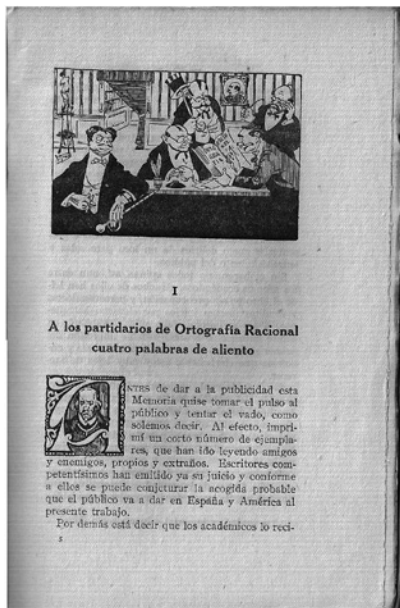 I
A los partidarios de Ortografía Racional
cuatro palabras de aliento
ANTES de dar a la publicidad esta
Memoria quise tomar el pulso al
público y tentar el vado, como
solemos decir. Al efecto, impri-
mí un corto número de ejempla-
res, que han ido leyendo amigos
y enemigos, propios y extraños. Escritores com-
petentísimos han emitido ya su juicio y conforme
a ellos se puede conjeturar la acogida probable
que el público va a dar en España y América al
presente trabajo.
Por demás está decir que los académicos lo reci-
5